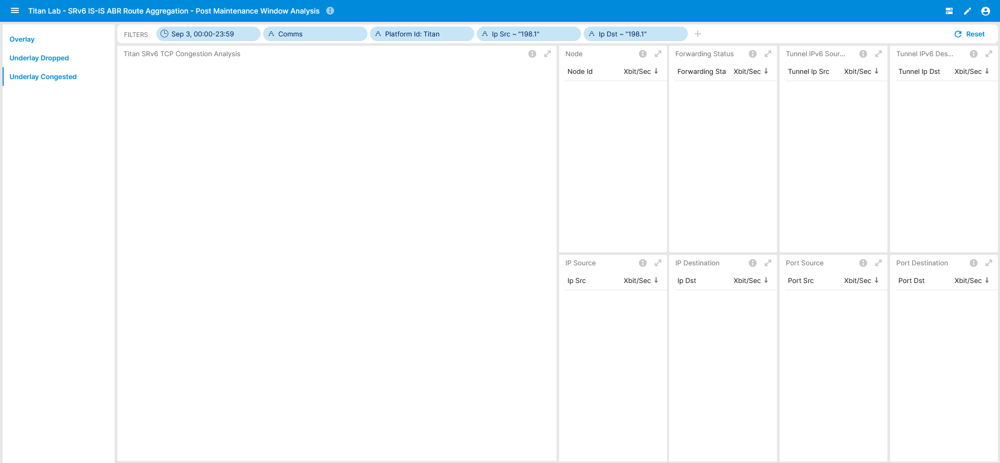 Titan Lab - SRv6 IS-IS ABR Route Aggregation - Post Maintenance Window Analysis
Overlay
Underlay Dropped
Underlay Congested
FILTERS
Sep 3, 00:00-23:59
Comms
Platform Id: Titan
Ip Src ~ "198.1"
Ip Dst ~ "198.1"
Reset
Titan SRv6 TCP Congestion Analysis
Node
Node Id Xbit/Sec
Forwarding Status
Forwarding Sta Xbit/Sec
Tunnel IPv6 Sour...
Tunnel Ip Src Xbit/Sec
Tunnel IPv6 Des...
Tunnel Ip Dst Xbit/Sec
IP Source
Ip Src Xbit/Sec
IP Destination
Ip Dst Xbit/Sec
Port Source
Port Src Xbit/Sec
Port Destination
Port Dst Xbit/Sec